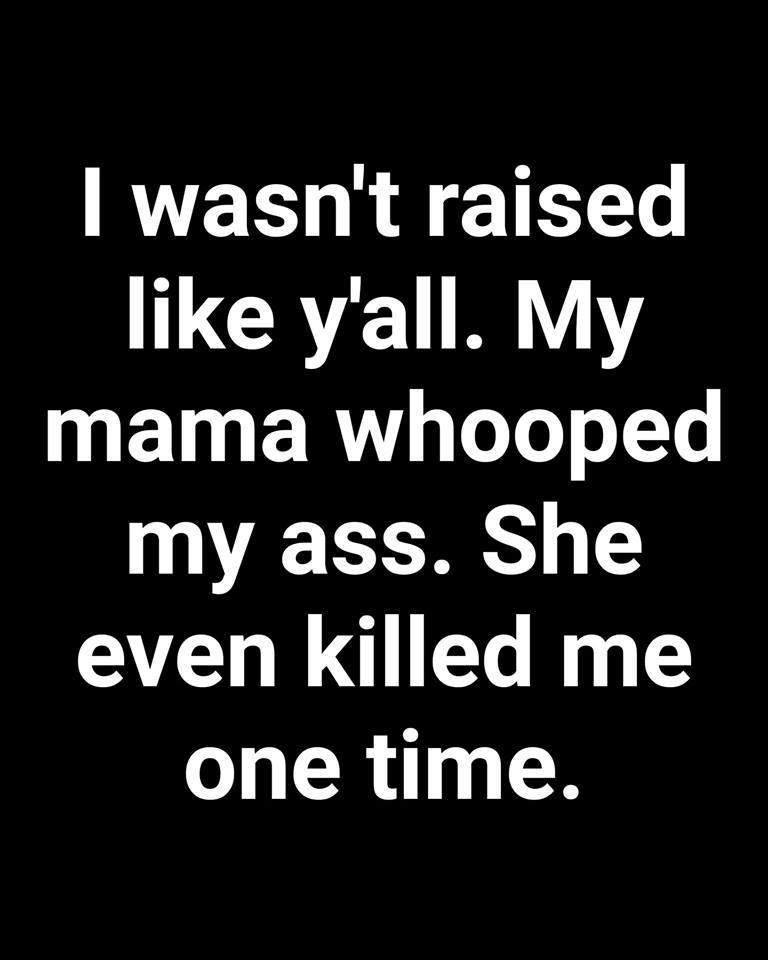 I wasn't raised
like y'all. My
mama whooped
my ass. She
even killed me
one time.